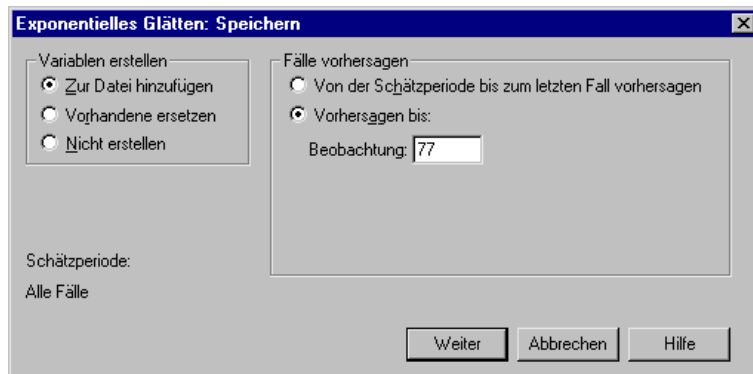 Exponentielles Glätten: Speichern
Variablen erstellen
Zur Datei hinzufügen
Vorhandene ersetzen
Nicht erstellen
Fälle vorhersagen
Von der Schätzperiode bis zum letzten Fall vorhersagen
Vorhersagen bis:
Beobachtung: 77
Schätzperiode:
Alle Fälle
Weiter
Abbrechen
Hilfe